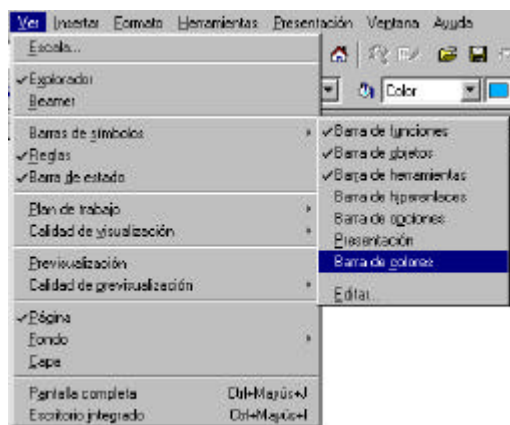 Ver Insertar Formato Herramientas Presentación Ventana Ayuda
Escala...
Explorador
Beamer
Barras de símbolos
Reglas
Barra de estado
Plan de trabajo
Calidad de visualización
Previsualización
Calidad de previsualización
Página
Fondo
Capa
Pantalla completa Ctrl+Mayús+J
Escritorio integrado Ctrl+Mayús+I
Color
Barra de funciones
Barra de objetos
Barra de herramientas
Barra de hiperenlaces
Barra de opciones
Presentación
Barra de colores
Editar...